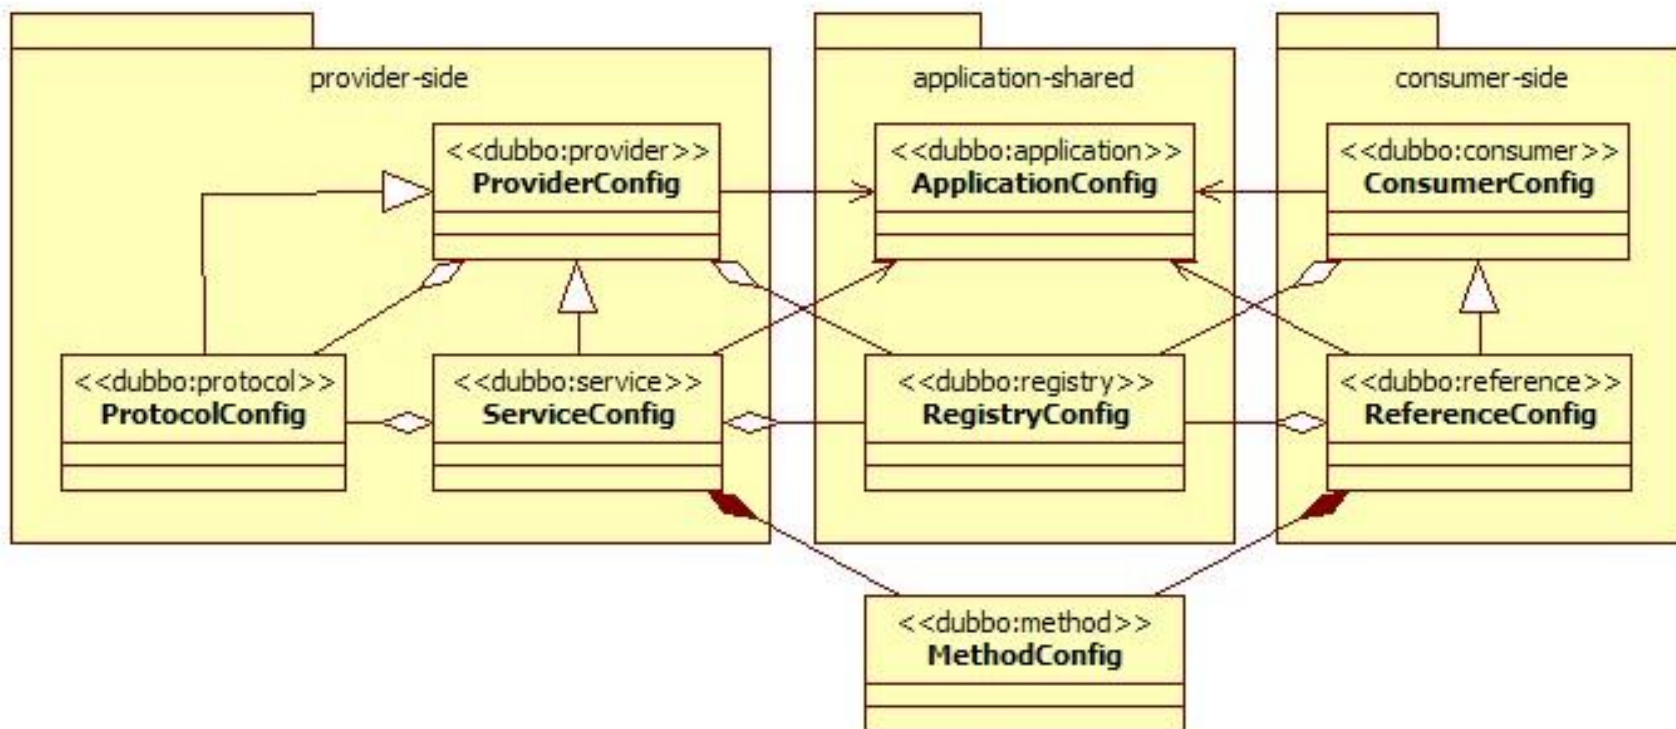 provider-side
application-shared
consumer-side
<<dubbo:provider>>
ProviderConfig
<<dubbo:application>>
ApplicationConfig
<<dubbo:consumer>>
ConsumerConfig
<<dubbo:protocol>>
ProtocolConfig
<<dubbo:service>>
ServiceConfig
<<dubbo:registry>>
RegistryConfig
<<dubbo:reference>>
ReferenceConfig
<<dubbo:method>>
MethodConfig